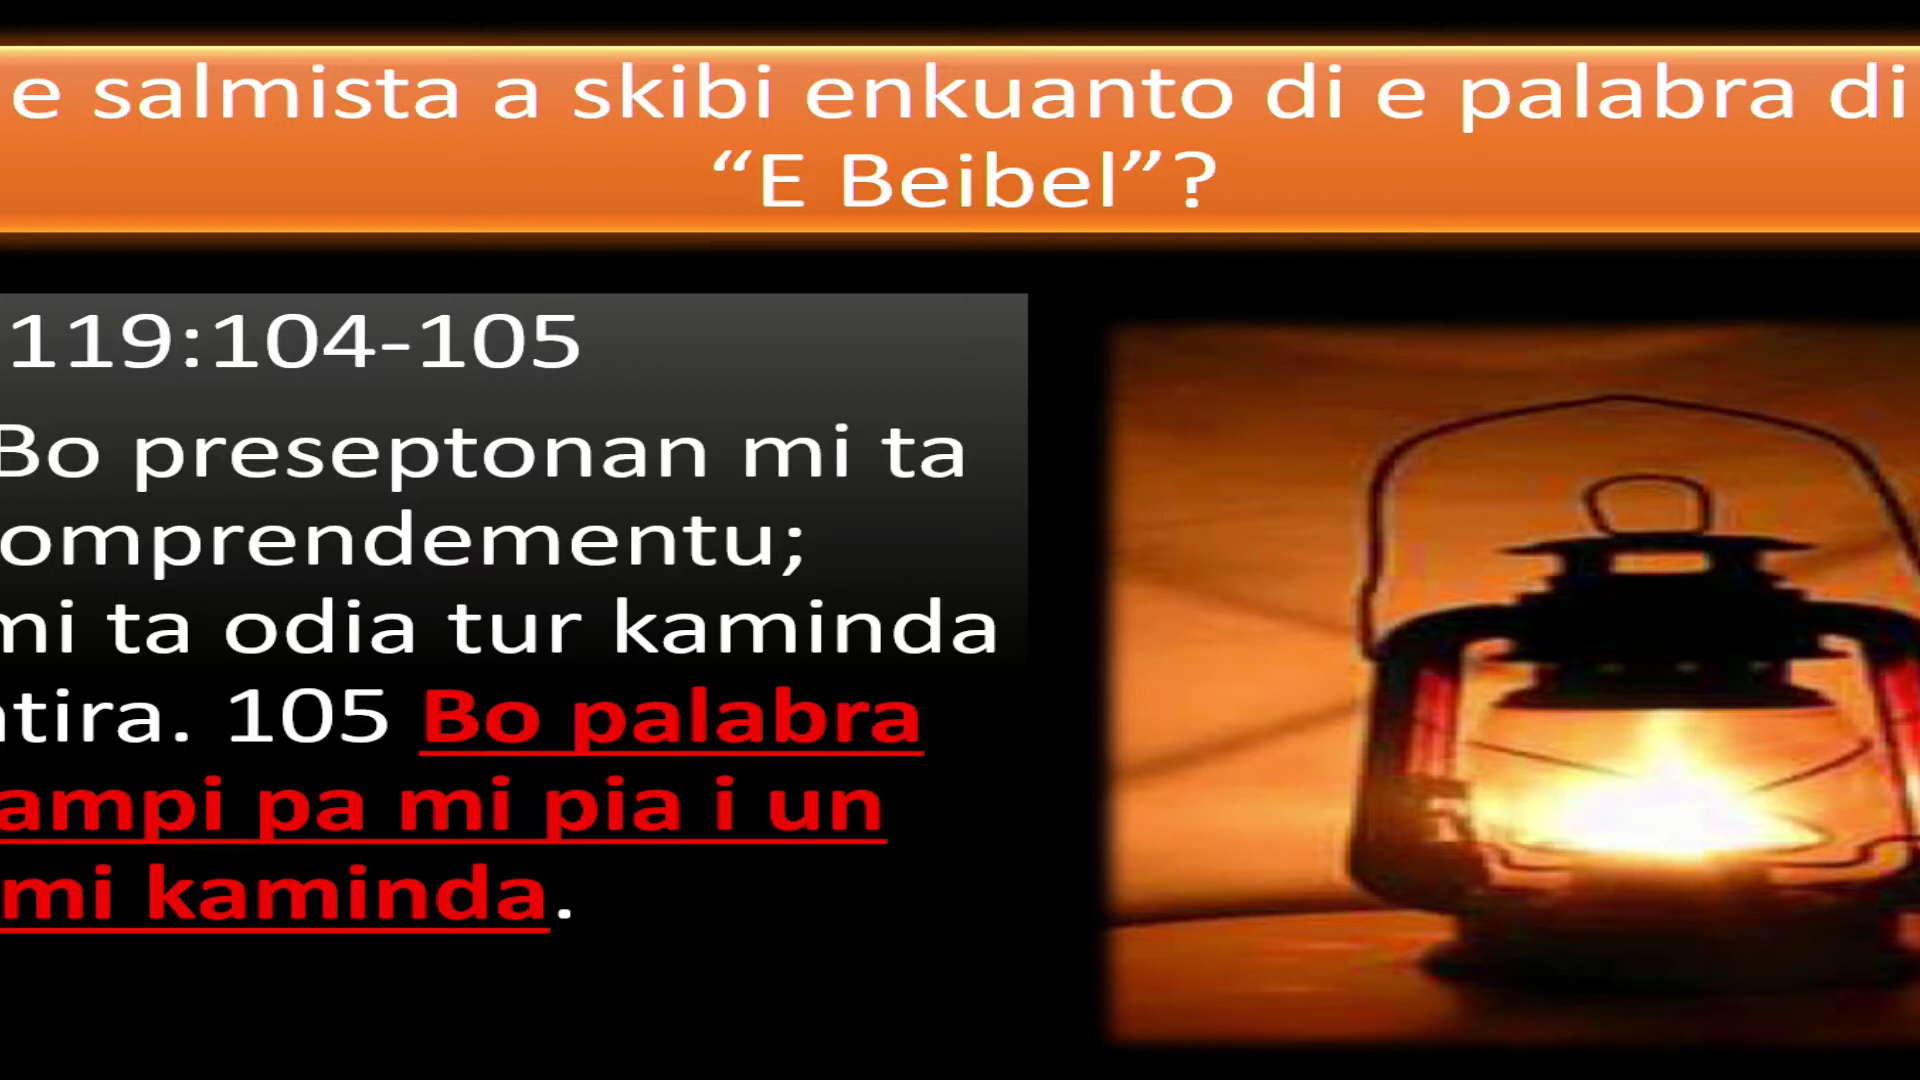 e salmista a skibi enkuanto di e palabra di
“E Beibel”?
119:104-105
Bo preseptonan mi ta
omprendementu;
mi ta odia tur kaminda
tira. 105 Bo palabra
ampi pa mi pia i un
mi kaminda.